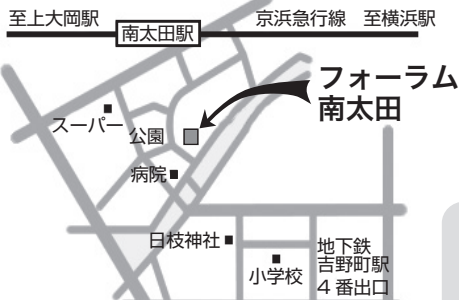 至上大岡駅
南太田駅
京浜急行線 至横浜駅
フォーラム
南太田
スーパー
公園
病院
日枝神社
小学校
地下鉄
吉野町駅
4 番出口